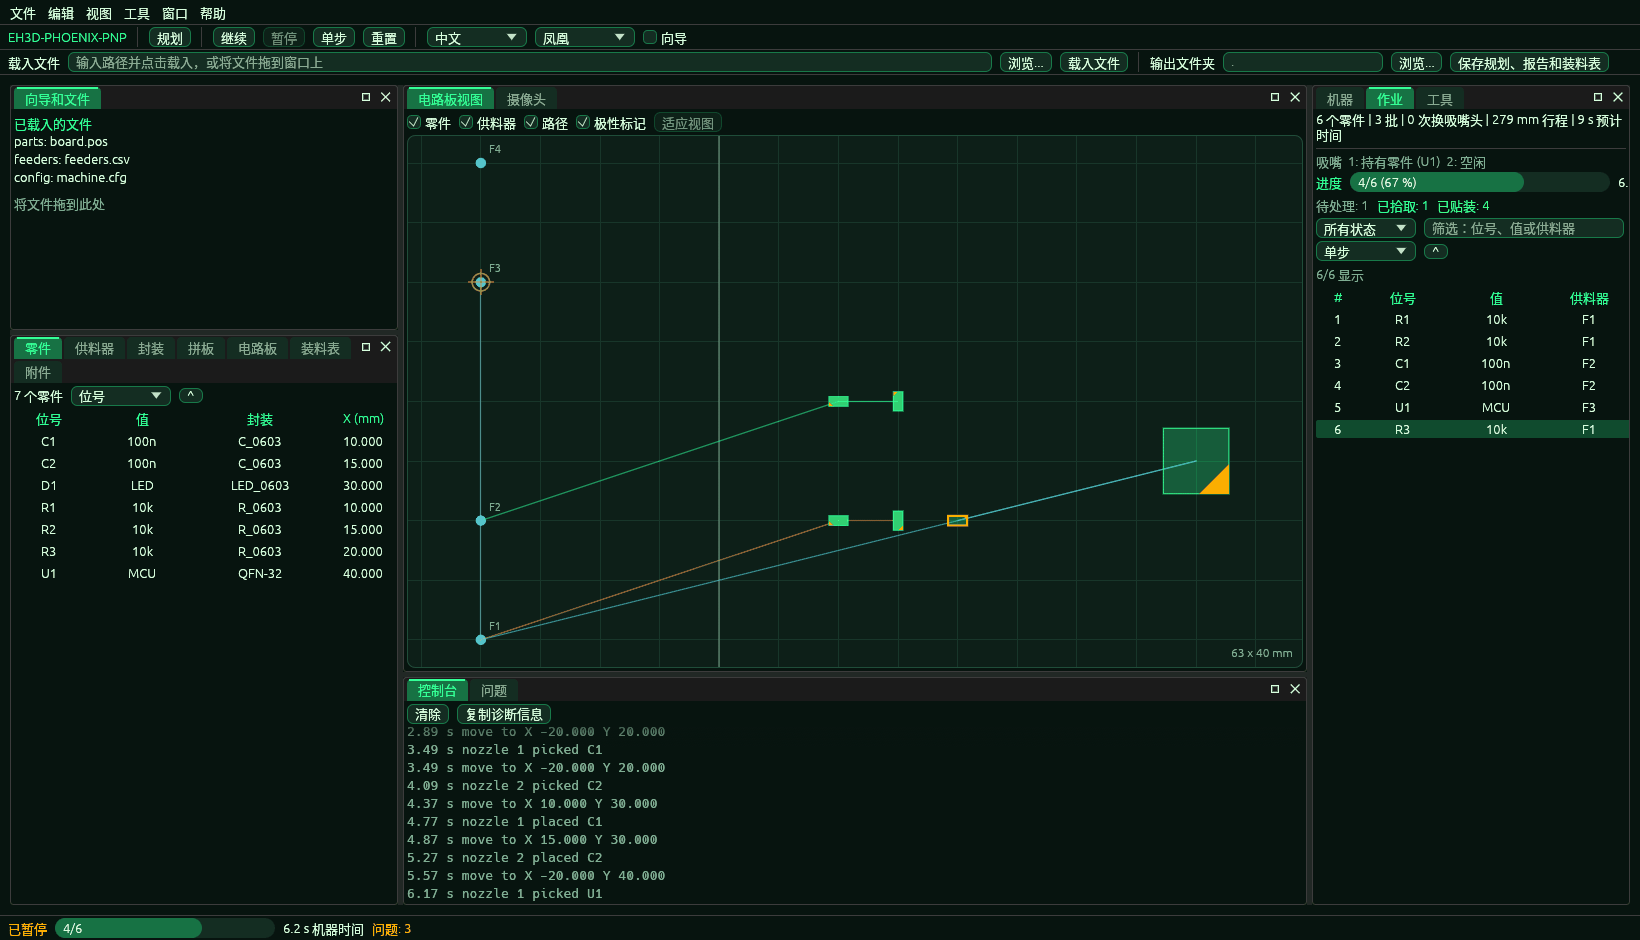 文件 编辑 视图 工具 窗口 帮助
EH3D-PHOENIX-PNP 规划 继续 暂停 单步 重置 中文 凤凰 向导
载入文件 输入路径并点击载入，或将文件拖到窗口上 浏览... 载入文件 输出文件夹 . 浏览... 保存规划、报告和装料表
向导和文件
已载入的文件
parts: board.pos
feeders: feeders.csv
config: machine.cfg
将文件拖到此处
零件 供料器 封装 拼板 电路板 装料表
附件
7 个零件 位号 ^
位号 值 封装 X (mm)
C1 100n C_0603 10.000
C2 100n C_0603 15.000
D1 LED LED_0603 30.000
R1 10k R_0603 10.000
R2 10k R_0603 15.000
R3 10k R_0603 20.000
U1 MCU QFN-32 40.000
电路板视图 摄像头
零件 供料器 路径 极性标记 适应视图
F4
F3
F2
F1
63 x 40 mm
控制台 问题
清除 复制诊断信息
2.89 s move to X -20.000 Y 20.000
3.49 s nozzle 1 picked C1
3.49 s move to X -20.000 Y 20.000
4.09 s nozzle 2 picked C2
4.37 s move to X 10.000 Y 30.000
4.77 s nozzle 1 placed C1
4.87 s move to X 15.000 Y 30.000
5.27 s nozzle 2 placed C2
5.57 s move to X -20.000 Y 40.000
6.17 s nozzle 1 picked U1
机器 作业 工具
6 个零件 | 3 批 | 0 次换吸嘴头 | 279 mm 行程 | 9 s 预计
时间
吸嘴 1: 持有零件 (U1) 2: 空闲
进度 4/6 (67 %) 6.
待处理: 1 已拾取: 1 已贴装: 4
所有状态 筛选：位号、值或供料器
单步 ^
6/6 显示
# 位号 值 供料器
1 R1 10k F1
2 R2 10k F1
3 C1 100n F2
4 C2 100n F2
5 U1 MCU F3
6 R3 10k F1
已暂停 4/6 6.2 s 机器时间 问题: 3